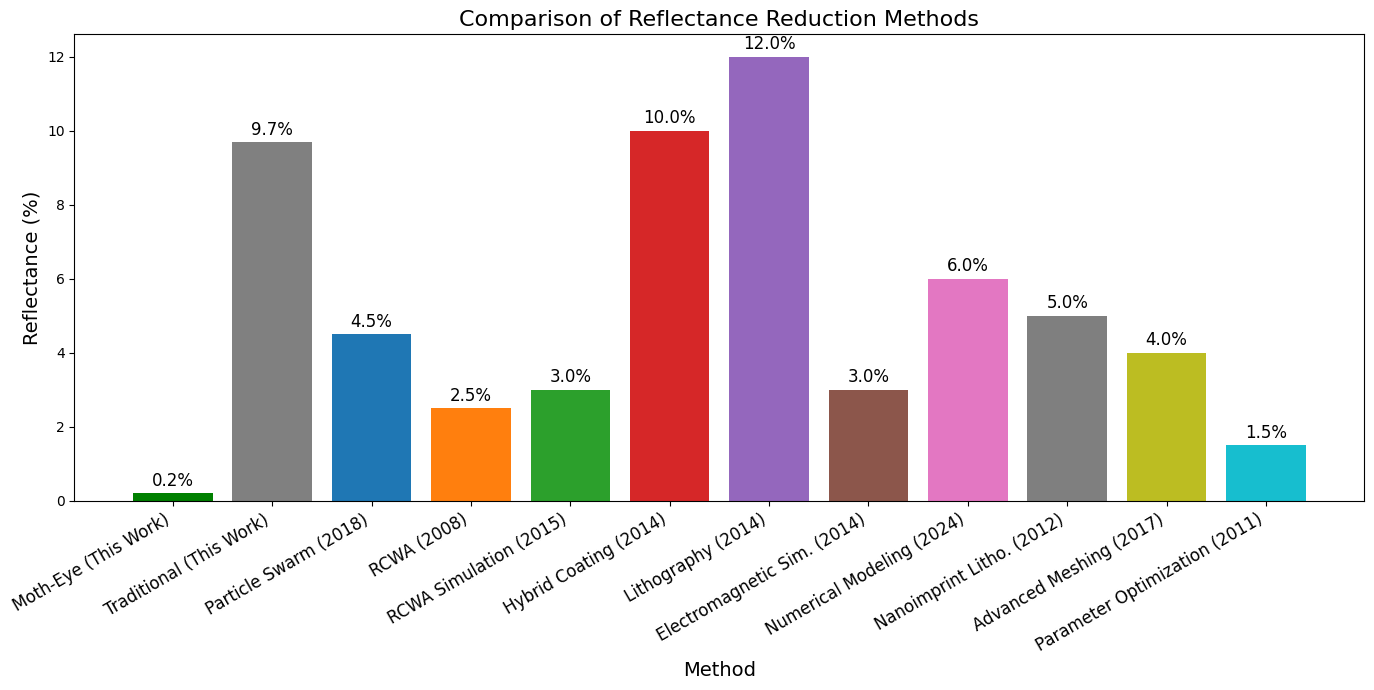 Comparison of Reflectance Reduction Methods
Reflectance (%)
12
10
8
6
4
2
0
0.2%
9.7%
4.5%
2.5%
3.0%
10.0%
12.0%
3.0%
6.0%
5.0%
4.0%
1.5%
Moth-Eye (This Work)
Traditional (This Work)
Particle Swarm (2018)
RCWA (2008)
RCWA Simulation (2015)
Hybrid Coating (2014)
Lithography (2014)
Electromagnetic Sim. (2014)
Numerical Modeling (2024)
Nanoimprint Litho. (2012)
Advanced Meshing (2017)
Parameter Optimization (2011)
Method